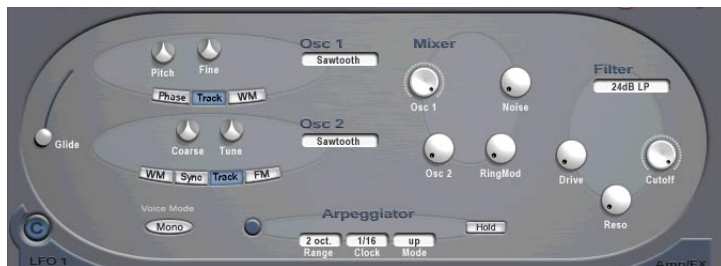 Osc 1
Sawtooth
Pitch
Fine
Phase Track WM
Glide
Osc 2
Sawtooth
Coarse
Tune
WM Sync Track FM
Mixer
Osc 1
Noise
Osc 2
RingMod
Filter
24dB LP
Drive
Cutoff
Reso
Voice Mode
Mono
Arpeggiator
Hold
2 oct. 1/16 up
Range Clock Mode
C
LFO 1
Amp/FX